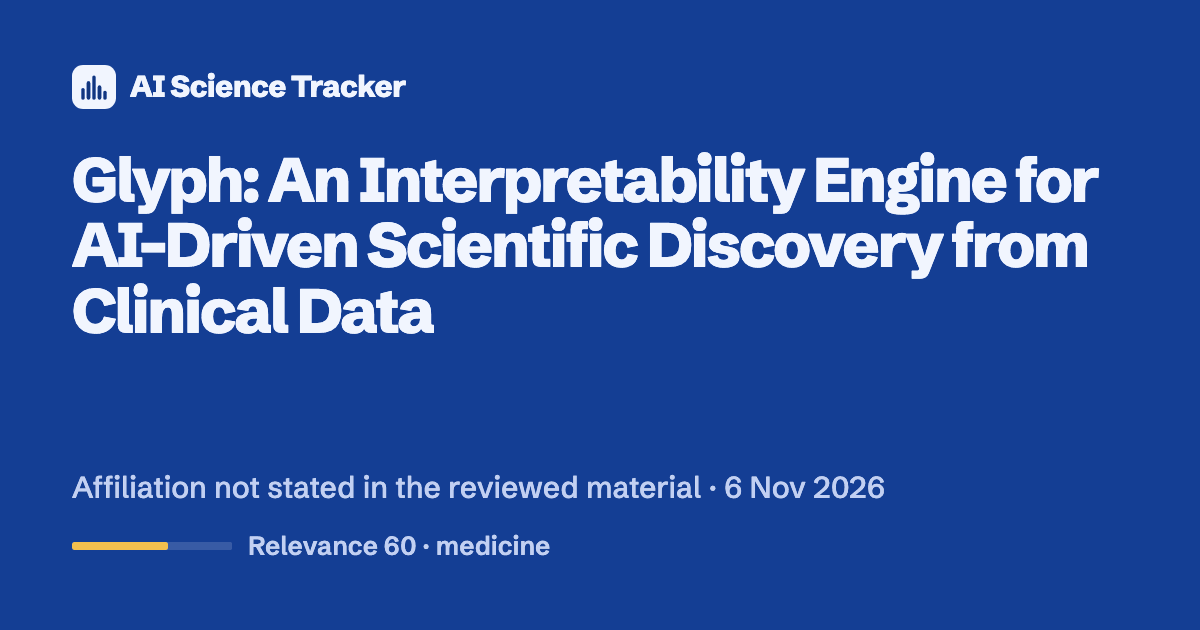 AI Science Tracker
Glyph: An Interpretability Engine for
AI-Driven Scientific Discovery from
Clinical Data
Affiliation not stated in the reviewed material · 6 Nov 2026
Relevance 60 · medicine